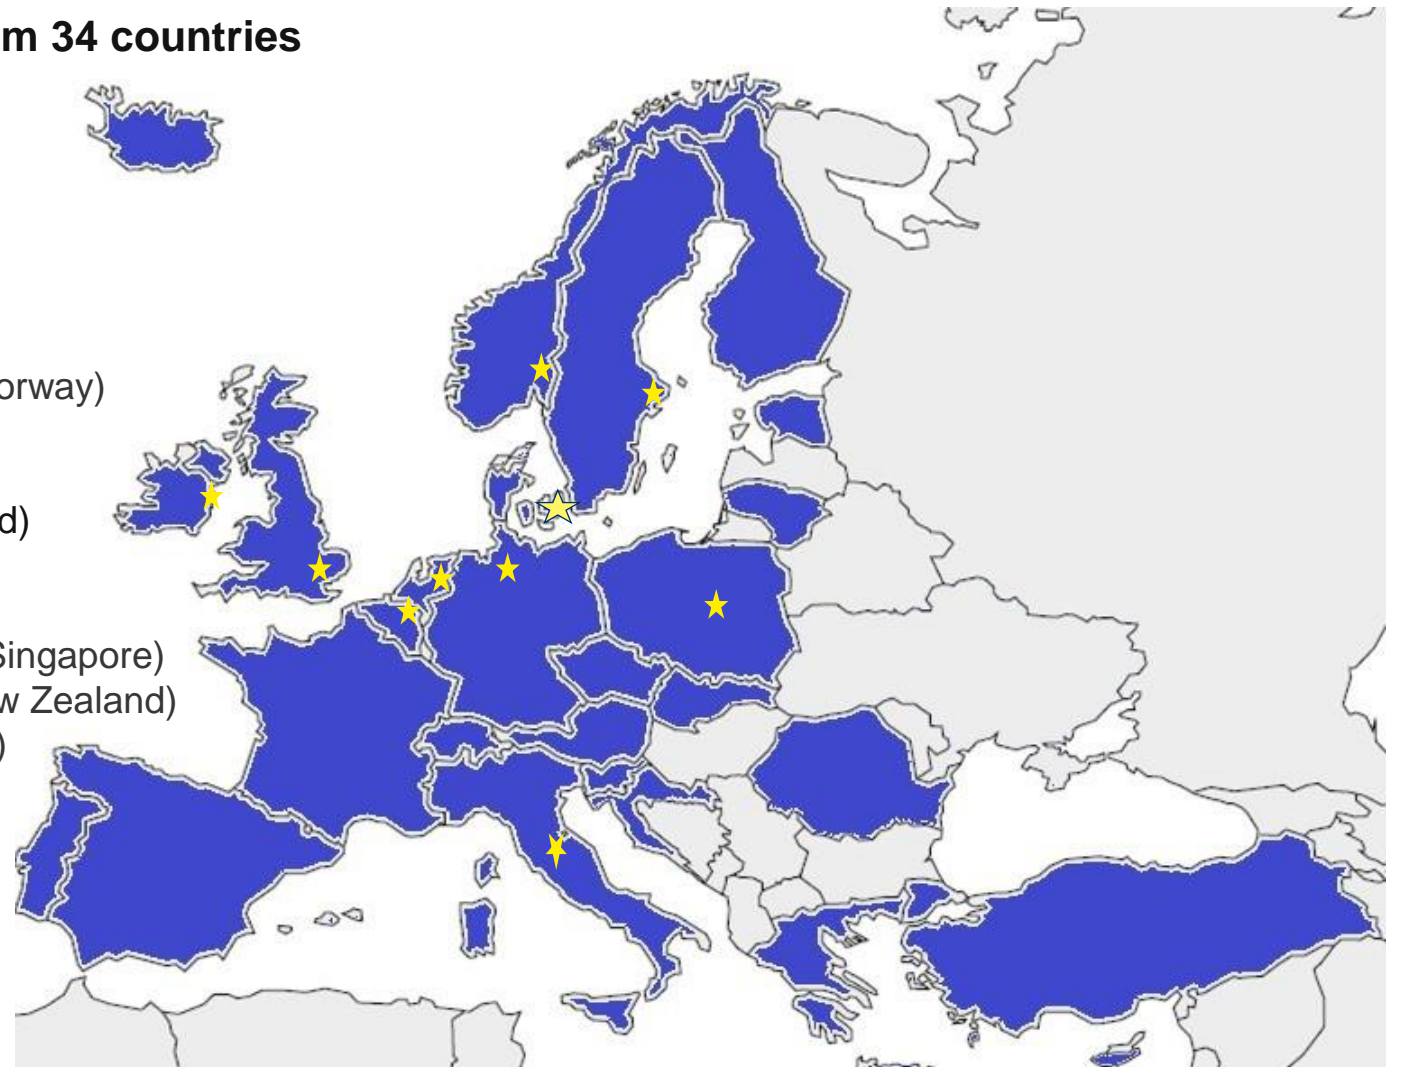 m 34 countries
orway)
d)
Singapore)
w Zealand)
)